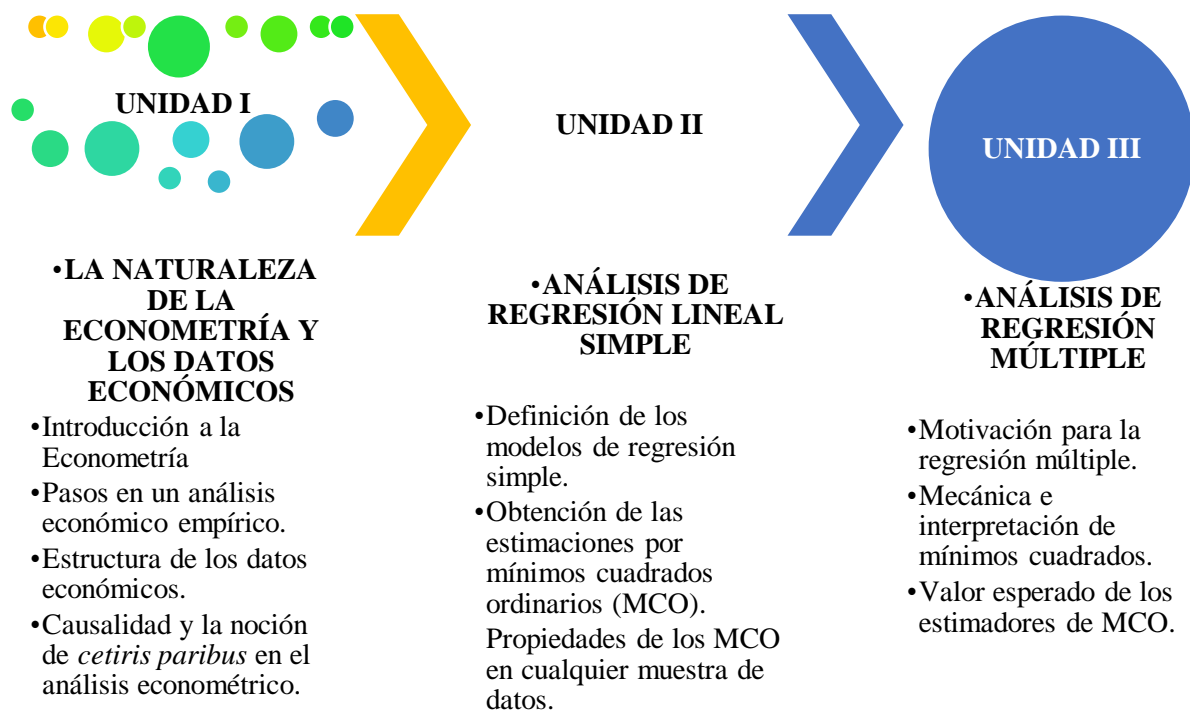 UNIDAD I
•LA NATURALEZA
DE LA
ECONOMETRÍA Y
LOS DATOS
ECONÓMICOS
•Introducción a la
Econometría
•Pasos en un análisis
económico empírico.
•Estructura de los datos
económicos.
•Causalidad y la noción
de cetiris paribus en el
análisis econométrico.
UNIDAD II
•ANÁLISIS DE
REGRESIÓN LINEAL
SIMPLE
•Definición de los
modelos de regresión
simple.
•Obtención de las
estimaciones por
mínimos cuadrados
ordinarios (MCO).
Propiedades de los MCO
en cualquier muestra de
datos.
UNIDAD III
•ANÁLISIS DE
REGRESIÓN
MÚLTIPLE
•Motivación para la
regresión múltiple.
•Mecánica e
interpretación de
mínimos cuadrados.
•Valor esperado de los
estimadores de MCO.